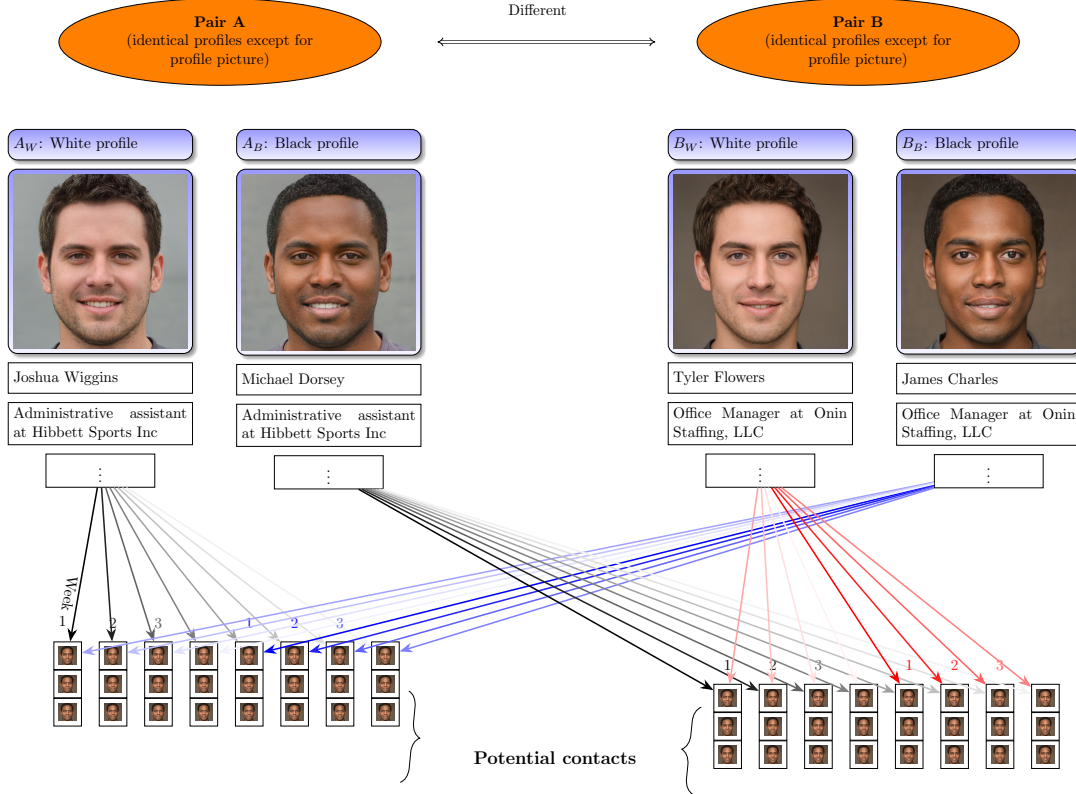 Different
Pair A
(identical profiles except for
profile picture)
Pair B
(identical profiles except for
profile picture)
A_W: White profile
A_B: Black profile
B_W: White profile
B_B: Black profile
Joshua Wiggins
Michael Dorsey
Tyler Flowers
James Charles
Administrative assistant
at Hibbett Sports Inc
Administrative assistant
at Hibbett Sports Inc
Office Manager at Onin
Staffing, LLC
Office Manager at Onin
Staffing, LLC
⋮
⋮
⋮
⋮
Week
1
2
3
1
2
3
1
2
3
1
2
3
Potential contacts